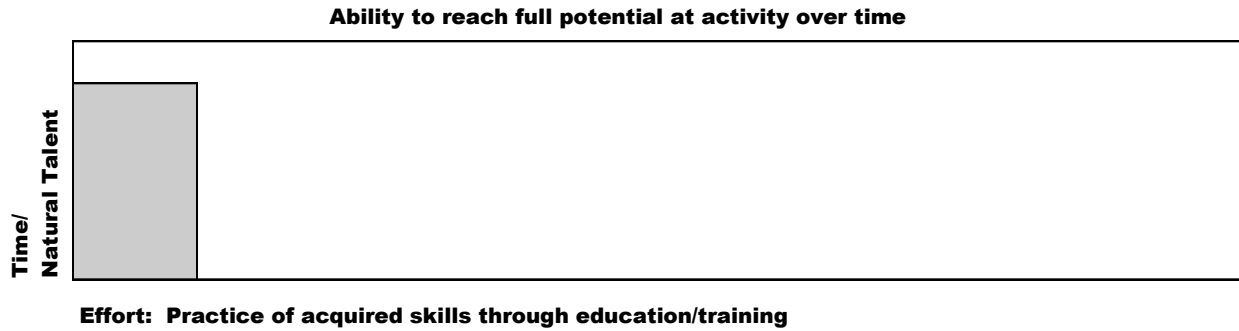 Ability to reach full potential at activity over time
Time/
Natural Talent
Effort:  Practice of acquired skills through education/training